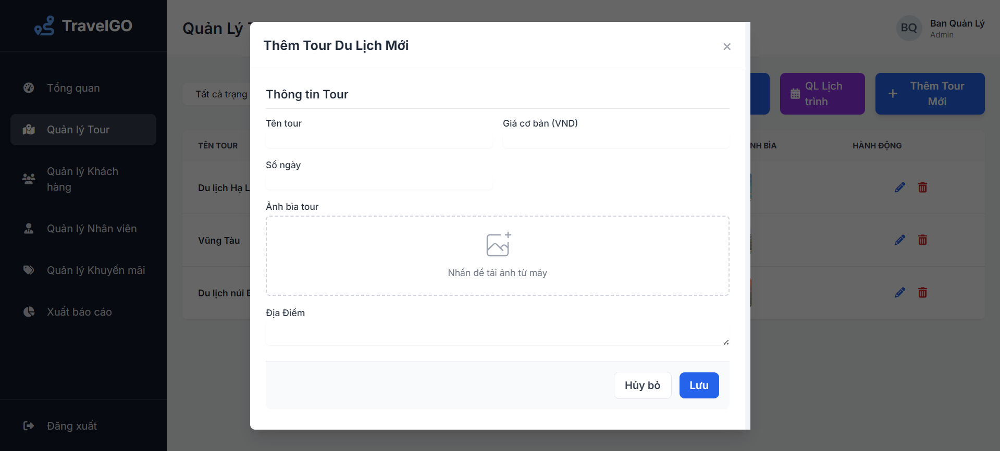 TravelGO
Tổng quan
Quản lý Tour
Quản lý Khách
hàng
Quản lý Nhân viên
Quản lý Khuyến mãi
Xuất báo cáo
Đăng xuất
Quản Lý
BQ
Ban Quản Lý
Admin
Tất cả trạng
QL Lịch
trình
Thêm Tour
Mới
TÊN TOUR
NH BÌA
HÀNH ĐỘNG
Du lịch Hạ L
Vũng Tàu
Du lịch núi
Thêm Tour Du Lịch Mới
Thông tin Tour
Tên tour
Giá cơ bản (VND)
Số ngày
Ảnh bìa tour
Nhấn để tải ảnh từ máy
Địa Điểm
Hủy bỏ
Lưu